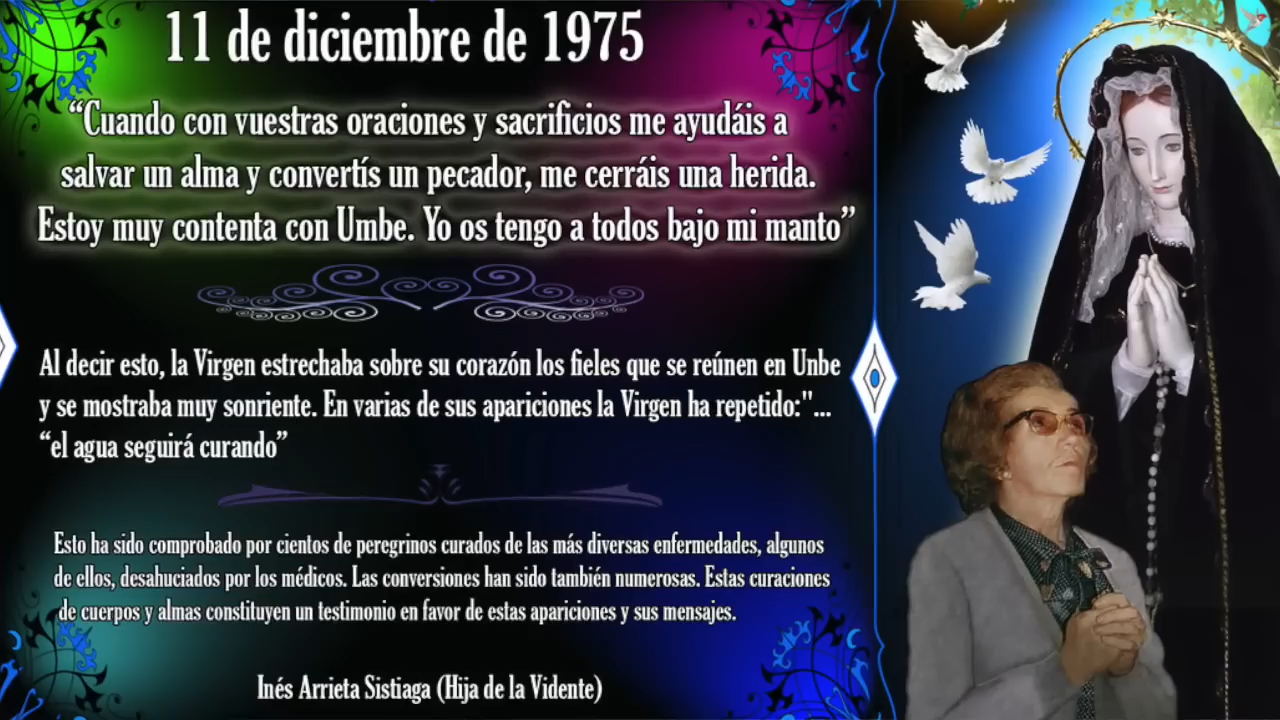 11 de diciembre de 1975
“Cuando con vuestras oraciones y sacrificios me ayudáis a
salvar un alma y convertís un pecador, me cerráis una herida.
Estoy muy contenta con Umbe. Yo os tengo a todos bajo mi manto”
Al decir esto, la Virgen estrechaba sobre su corazón los fieles que se reúnen en Unbe
y se mostraba muy sonriente. En varias de sus apariciones la Virgen ha repetido:"...
“el agua seguirá curando”
Esto ha sido comprobado por cientos de peregrinos curados de las más diversas enfermedades, algunos
de ellos, desahuciados por los médicos. Las conversiones han sido también numerosas. Estas curaciones
de cuerpos y almas constituyen un testimonio en favor de estas apariciones y sus mensajes.
Inés Arrieta Sistiaga (Hija de la Vidente)